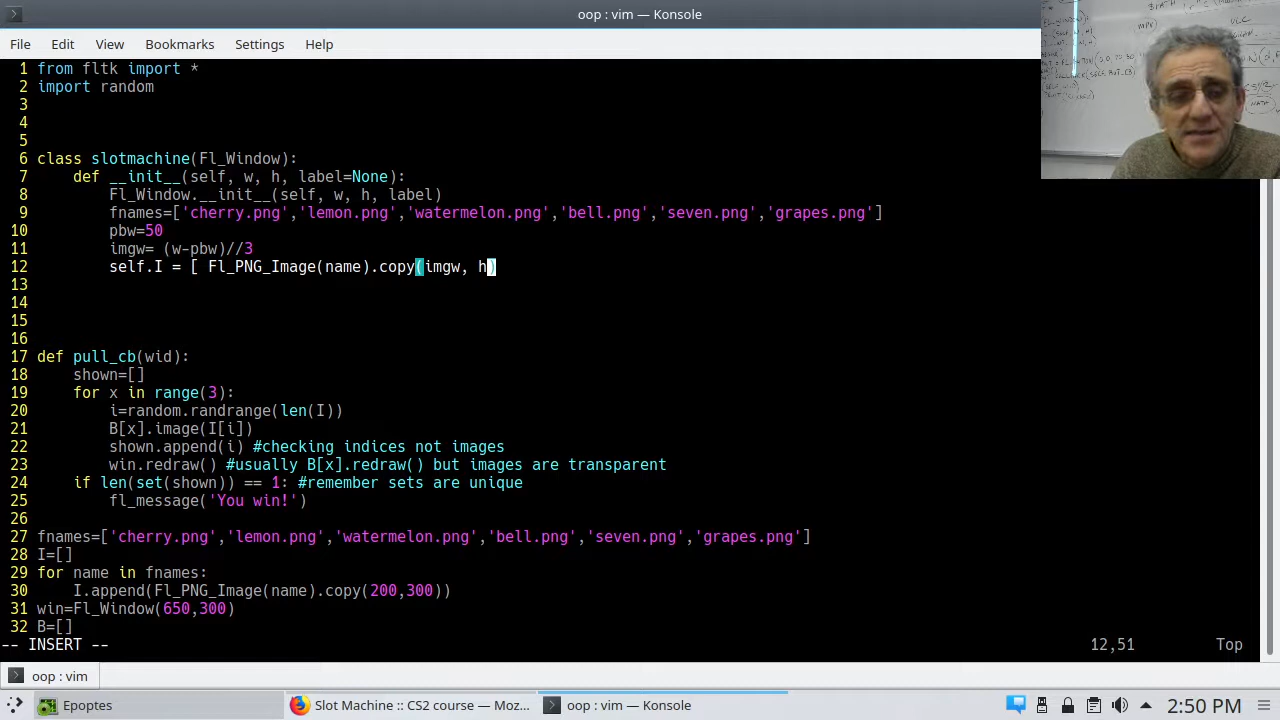 oop : vim — Konsole
File Edit View Bookmarks Settings Help
1 from fltk import *
2 import random
3
4
5
6 class slotmachine(Fl_Window):
7 def __init__(self, w, h, label=None):
8 Fl_Window.__init__(self, w, h, label)
9 fnames=['cherry.png','lemon.png','watermelon.png','bell.png','seven.png','grapes.png']
10 pbw=50
11 imgw= (w-pbw)//3
12 self.I = [ Fl_PNG_Image(name).copy(imgw, h)
13
14
15
16
17 def pull_cb(wid):
18 shown=[]
19 for x in range(3):
20 i=random.randrange(len(I))
21 B[x].image(I[i])
22 shown.append(i) #checking indices not images
23 win.redraw() #usually B[x].redraw() but images are transparent
24 if len(set(shown)) == 1: #remember sets are unique
25 fl_message('You win!')
26
27 fnames=['cherry.png','lemon.png','watermelon.png','bell.png','seven.png','grapes.png']
28 I=[]
29 for name in fnames:
30 I.append(Fl_PNG_Image(name).copy(200,300))
31 win=Fl_Window(650,300)
32 B=[]
-- INSERT -- 12,51 Top
oop : vim
Epoptes Slot Machine :: CS2 course — Moz... oop : vim — Konsole 2:50 PM